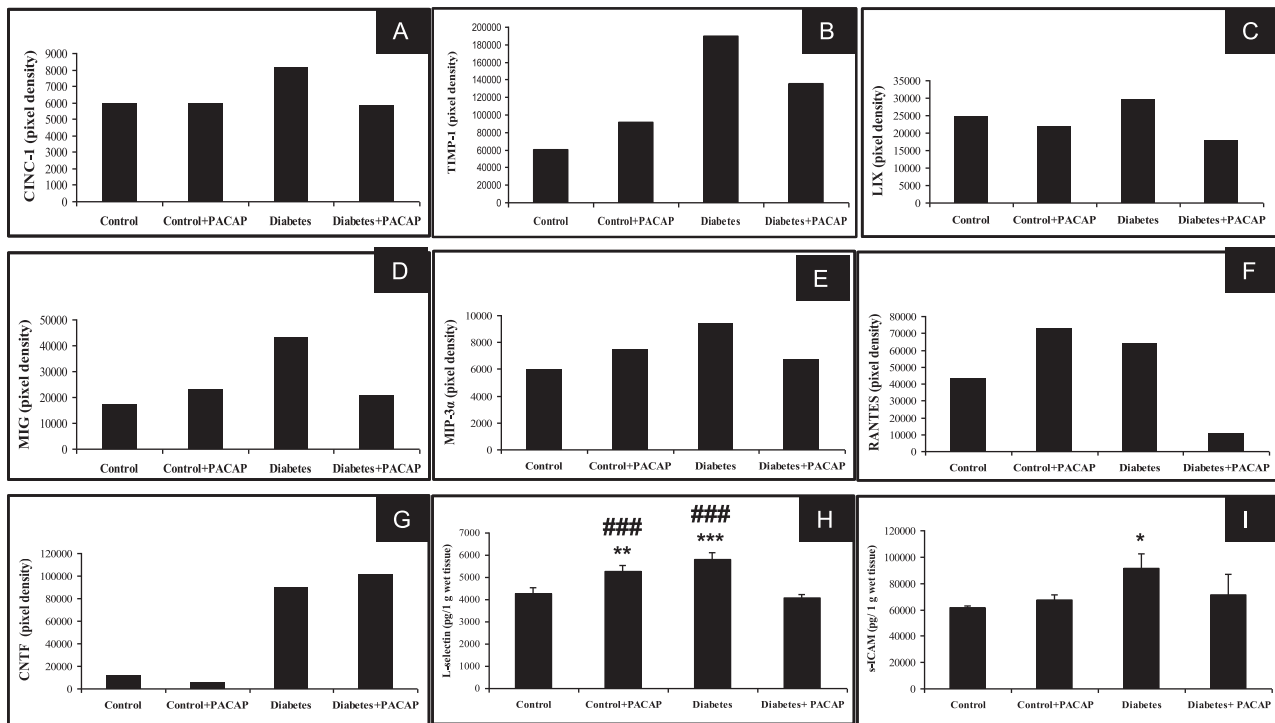 A
CINC-1 (pixel density)
9000
8000
7000
6000
5000
4000
3000
2000
1000
0
Control Control+PACAP Diabetes Diabetes+PACAP
B
TIMP-1 (pixel density)
200000
180000
160000
140000
120000
100000
80000
60000
40000
20000
0
Control Control+PACAP Diabetes Diabetes+PACAP
C
LIX (pixel density)
35000
30000
25000
20000
15000
10000
5000
0
Control Control+PACAP Diabetes Diabetes+PACAP
D
MIG (pixel density)
50000
40000
30000
20000
10000
0
Control Control+PACAP Diabetes Diabetes+PACAP
E
MIP-3α (pixel density)
10000
8000
6000
4000
2000
0
Control Control+PACAP Diabetes Diabetes+PACAP
F
RANTES (pixel density)
80000
70000
60000
50000
40000
30000
20000
10000
0
Control Control+PACAP Diabetes Diabetes+PACAP
G
CNTF (pixel density)
120000
100000
80000
60000
40000
20000
0
Control Control+PACAP Diabetes Diabetes+PACAP
H
L-selectin (pg/1 g wet tissue)
7000
6000
5000
4000
3000
2000
1000
0
### ###
** ***
Control Control+PACAP Diabetes Diabetes+ PACAP
I
s-ICAM (pg/ 1 g wet tissue)
120000
100000
80000
60000
40000
20000
0
*
Control Control+PACAP Diabetes Diabetes+ PACAP